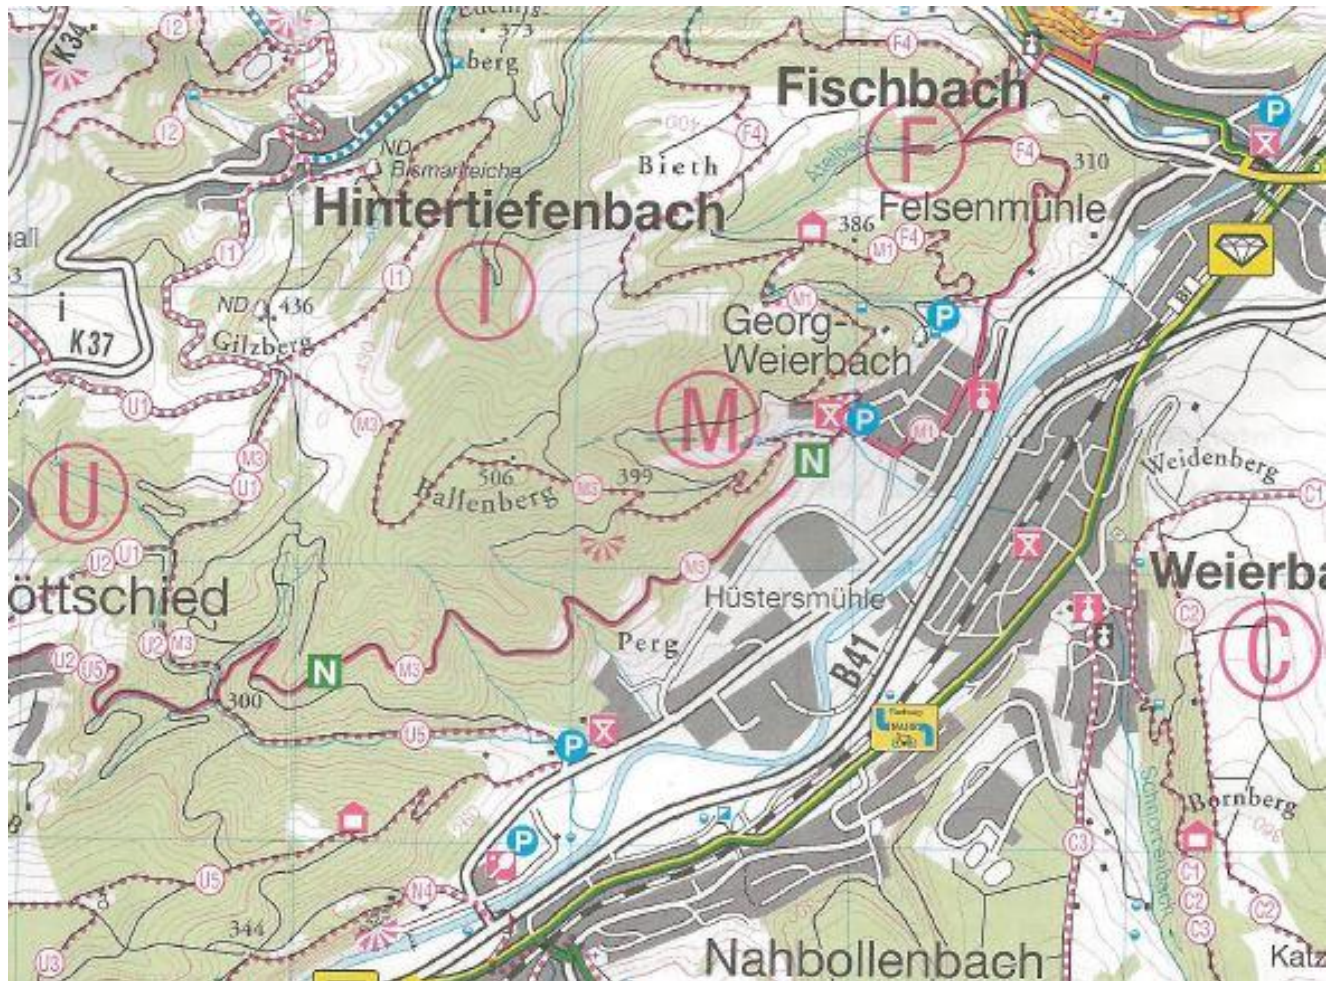 K34
I2
373
berg
F4
Fischbach
P
I2
ND
Bismarkeiche
F4
Bieth
F
F4
310
Hintertiefenbach
386
Felsenmühle
M1
F4
I1
I1
I
ND
436
M1
P
i
K37
Gilzberg
Georg-
Weierbach
U1
M3
M
P
M1
M3
U1
506
399
N
Ballenberg
M3
Weidenberg
C1
U
U2
U1
M3
Weierba
öttschied
Hüstersmühle
C2
C
U2
M3
Perg
U2
U5
N
M3
B41
300
U5
P
Bornberg
P
C3
U5
N4
C1
C2
C3
C2
344
U3
Nahbollenbach
Katz